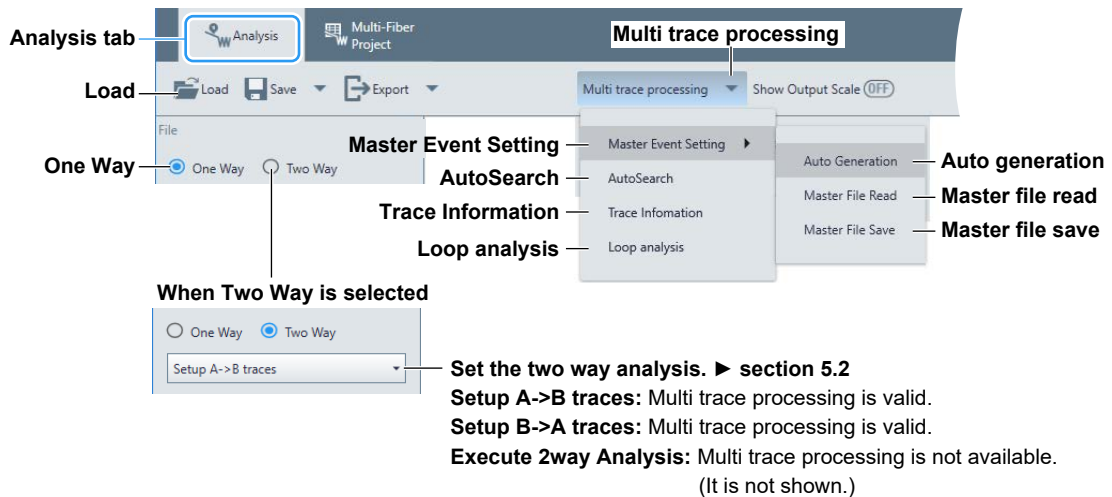 Analysis tab
Analysis
Multi-Fiber
Project
Multi trace processing
Load
Load
Save
Export
Multi trace processing
Show Output Scale
OFF
File
One Way
One Way
Two Way
Master Event Setting
Master Event Setting
AutoSearch
AutoSearch
Trace Information
Trace Infomation
Loop analysis
Loop analysis
Auto Generation
Auto generation
Master File Read
Master file read
Master File Save
Master file save
When Two Way is selected
One Way
Two Way
Setup A->B traces
Set the two way analysis. ► section 5.2
Setup A->B traces: Multi trace processing is valid.
Setup B->A traces: Multi trace processing is valid.
Execute 2way Analysis: Multi trace processing is not available.
(It is not shown.)